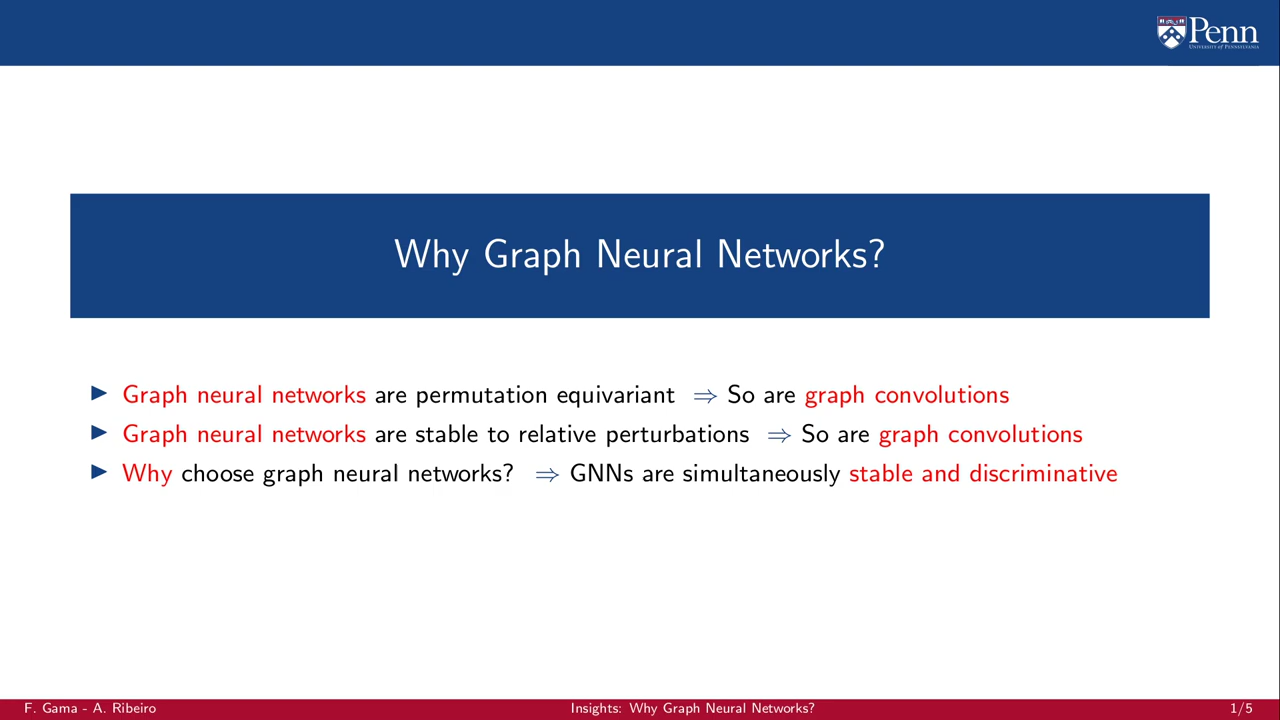 Penn
UNIVERSITY of PENNSYLVANIA
Why Graph Neural Networks?
▶ Graph neural networks are permutation equivariant ⇒ So are graph convolutions
▶ Graph neural networks are stable to relative perturbations ⇒ So are graph convolutions
▶ Why choose graph neural networks? ⇒ GNNs are simultaneously stable and discriminative
F. Gama - A. Ribeiro
Insights: Why Graph Neural Networks?
1/5